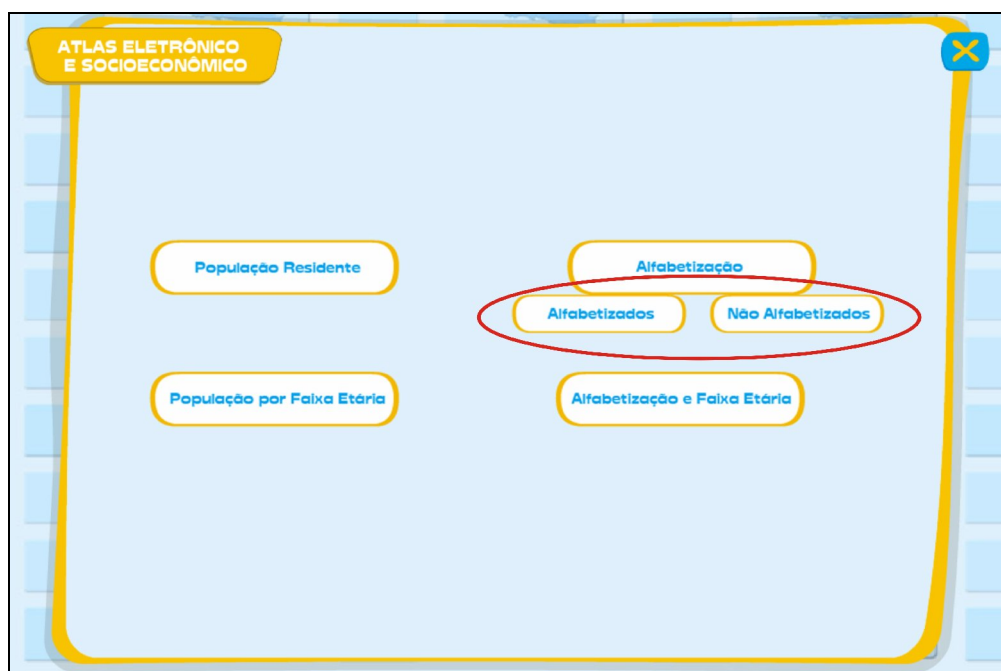 ATLAS ELETRÔNICO
E SOCIOECONÔMICO
População Residente
Alfabetização
Alfabetizados
Não Alfabetizados
População por Faixa Etária
Alfabetização e Faixa Etária